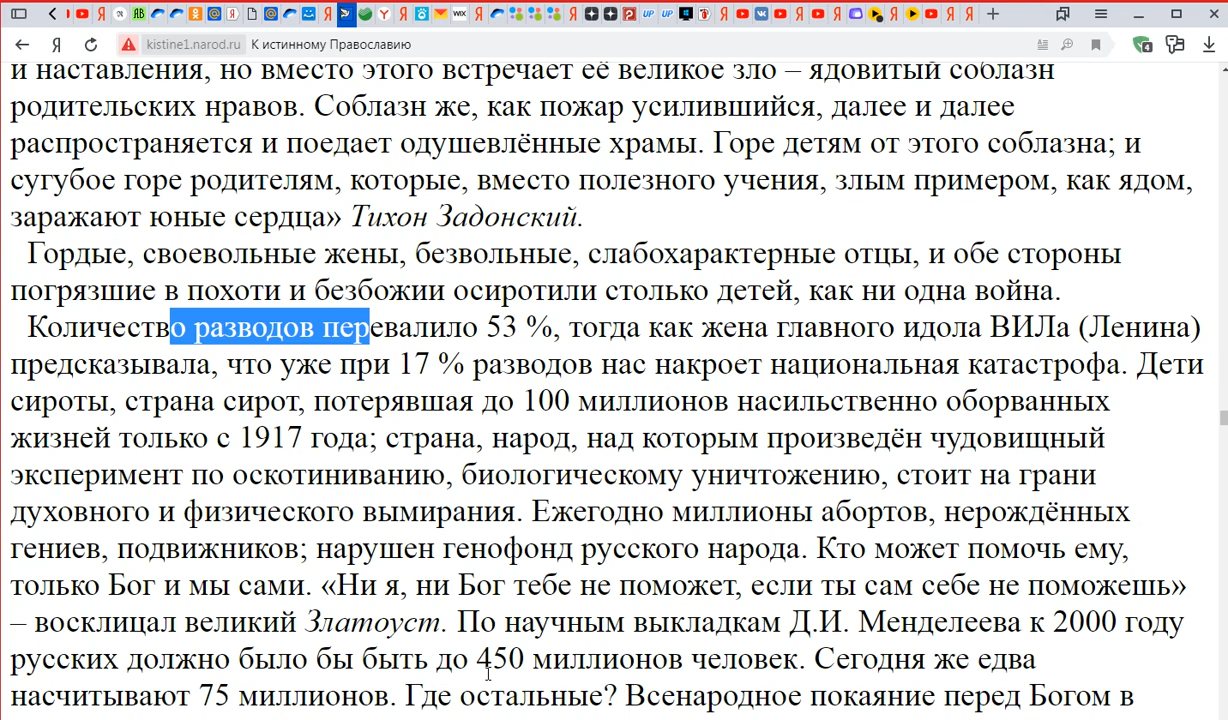 kistine1.narod.ru К истинному Православию
и наставления, но вместо этого встречает её великое зло – ядовитый соблазн
родительских нравов. Соблазн же, как пожар усилившийся, далее и далее
распространяется и поедает одушевлённые храмы. Горе детям от этого соблазна; и
сугубое горе родителям, которые, вместо полезного учения, злым примером, как ядом,
заражают юные сердца» Тихон Задонский.
Гордые, своевольные жены, безвольные, слабохарактерные отцы, и обе стороны
погрязшие в похоти и безбожии осиротили столько детей, как ни одна война.
Количество разводов перевалило 53 %, тогда как жена главного идола ВИЛа (Ленина)
предсказывала, что уже при 17 % разводов нас накроет национальная катастрофа. Дети
сироты, страна сирот, потерявшая до 100 миллионов насильственно оборванных
жизней только с 1917 года; страна, народ, над которым произведён чудовищный
эксперимент по оскотиниванию, биологическому уничтожению, стоит на грани
духовного и физического вымирания. Ежегодно миллионы абортов, нерождённых
гениев, подвижников; нарушен генофонд русского народа. Кто может помочь ему,
только Бог и мы сами. «Ни я, ни Бог тебе не поможет, если ты сам себе не поможешь»
– восклицал великий Златоуст. По научным выкладкам Д.И. Менделеева к 2000 году
русских должно было бы быть до 450 миллионов человек. Сегодня же едва
насчитывают 75 миллионов. Где остальные? Всенародное покаяние перед Богом в